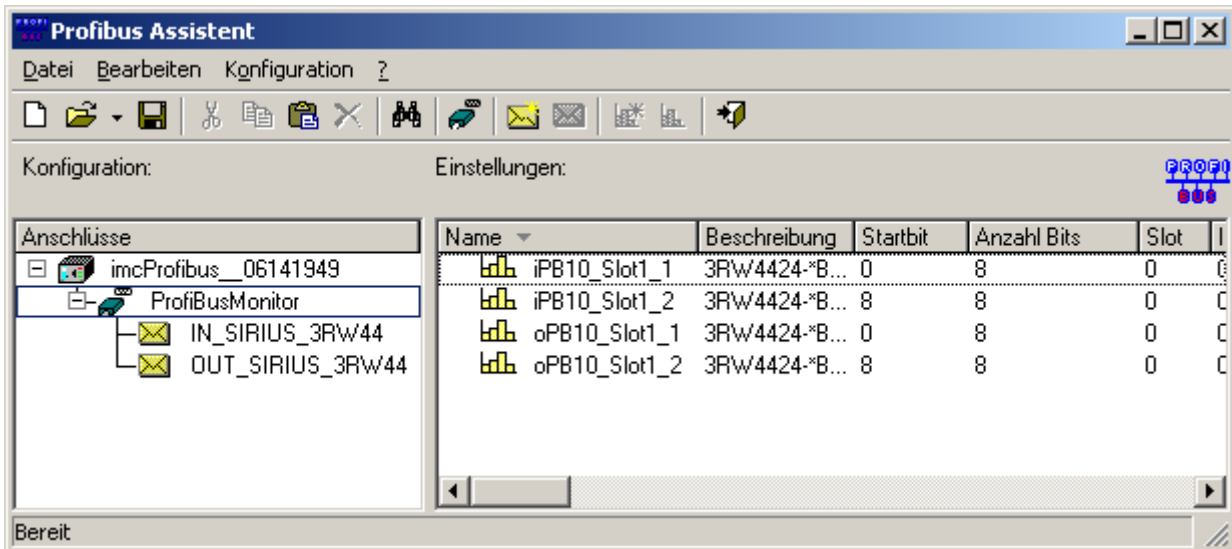 Profibus Assistent
Datei Bearbeiten Konfiguration ?
Konfiguration:
Einstellungen:
PROFI
BUS
Anschlüsse
imcProfibus__06141949
ProfiBusMonitor
IN_SIRIUS_3RW44
OUT_SIRIUS_3RW44
Name Beschreibung Startbit Anzahl Bits Slot
iPB10_Slot1_1 3RW4424-*B... 0 8 0
iPB10_Slot1_2 3RW4424-*B... 8 8 0
oPB10_Slot1_1 3RW4424-*B... 0 8 0
oPB10_Slot1_2 3RW4424-*B... 8 8 0
Bereit